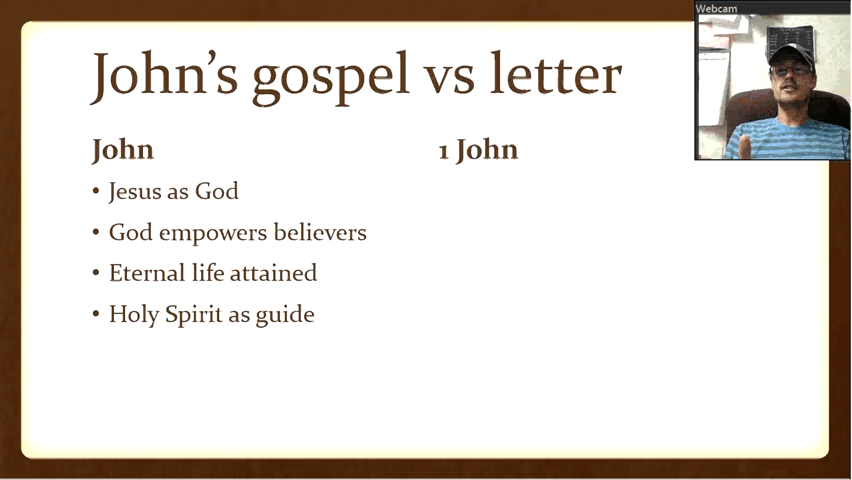 Webcam
John's gospel vs letter
John
• Jesus as God
• God empowers believers
• Eternal life attained
• Holy Spirit as guide
1 John